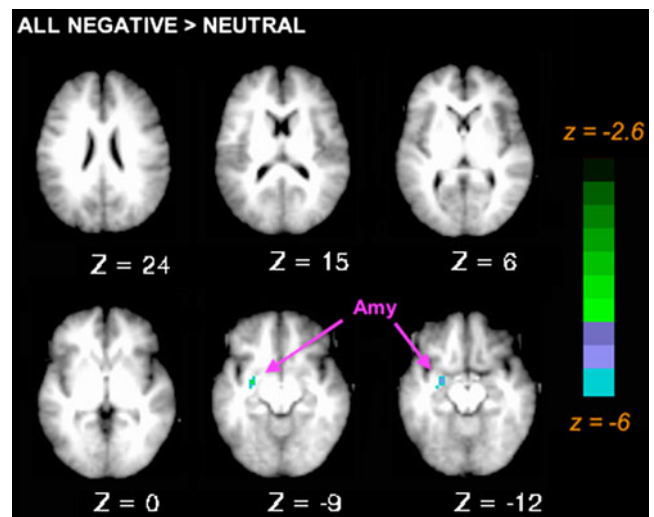 ALL NEGATIVE > NEUTRAL
z = -2.6
Z = 24
Z = 15
Z = 6
Amy
z = -6
Z = 0
Z = -9
Z = -12